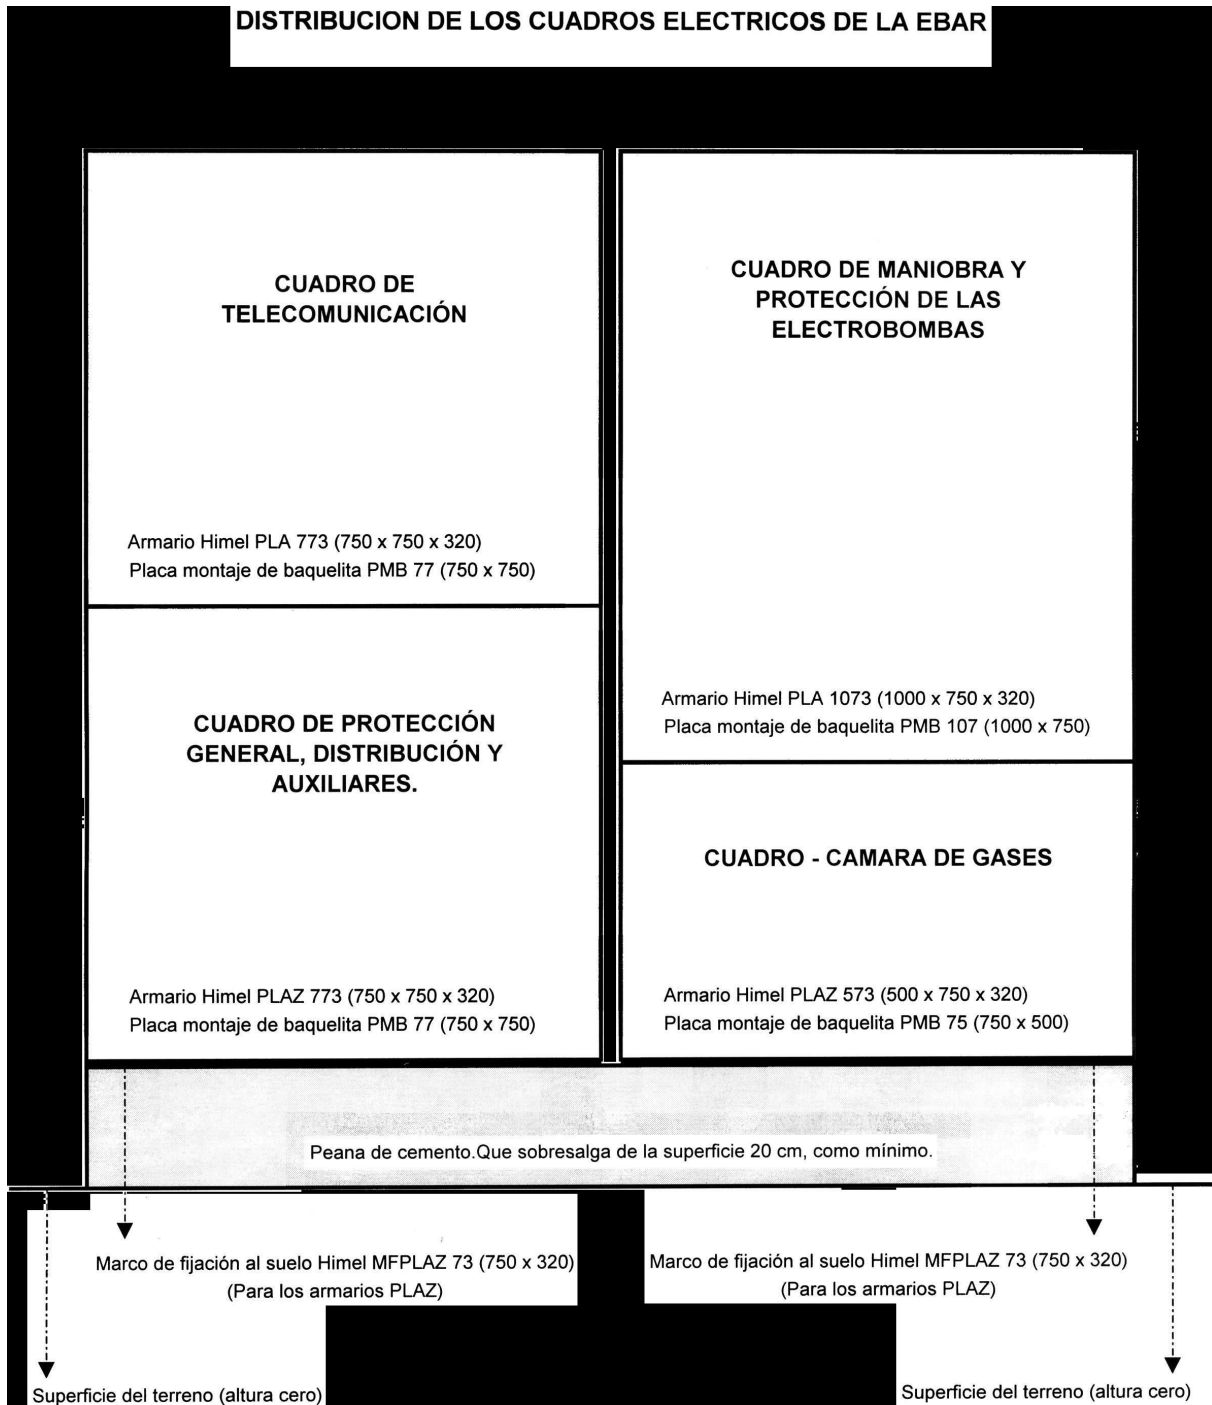 DISTRIBUCION DE LOS CUADROS ELECTRICOS DE LA EBAR
CUADRO DE
TELECOMUNICACIÓN
Armario Himel PLA 773 (750 x 750 x 320)
Placa montaje de baquelita PMB 77 (750 x 750)
CUADRO DE MANIOBRA Y
PROTECCIÓN DE LAS
ELECTROBOMBAS
Armario Himel PLA 1073 (1000 x 750 x 320)
Placa montaje de baquelita PMB 107 (1000 x 750)
CUADRO DE PROTECCIÓN
GENERAL, DISTRIBUCIÓN Y
AUXILIARES.
Armario Himel PLAZ 773 (750 x 750 x 320)
Placa montaje de baquelita PMB 77 (750 x 750)
CUADRO - CAMARA DE GASES
Armario Himel PLAZ 573 (500 x 750 x 320)
Placa montaje de baquelita PMB 75 (750 x 500)
Peana de cemento.Que sobresalga de la superficie 20 cm, como mínimo.
Marco de fijación al suelo Himel MFPLAZ 73 (750 x 320)
(Para los armarios PLAZ)
Marco de fijación al suelo Himel MFPLAZ 73 (750 x 320)
(Para los armarios PLAZ)
Superficie del terreno (altura cero)
Superficie del terreno (altura cero)